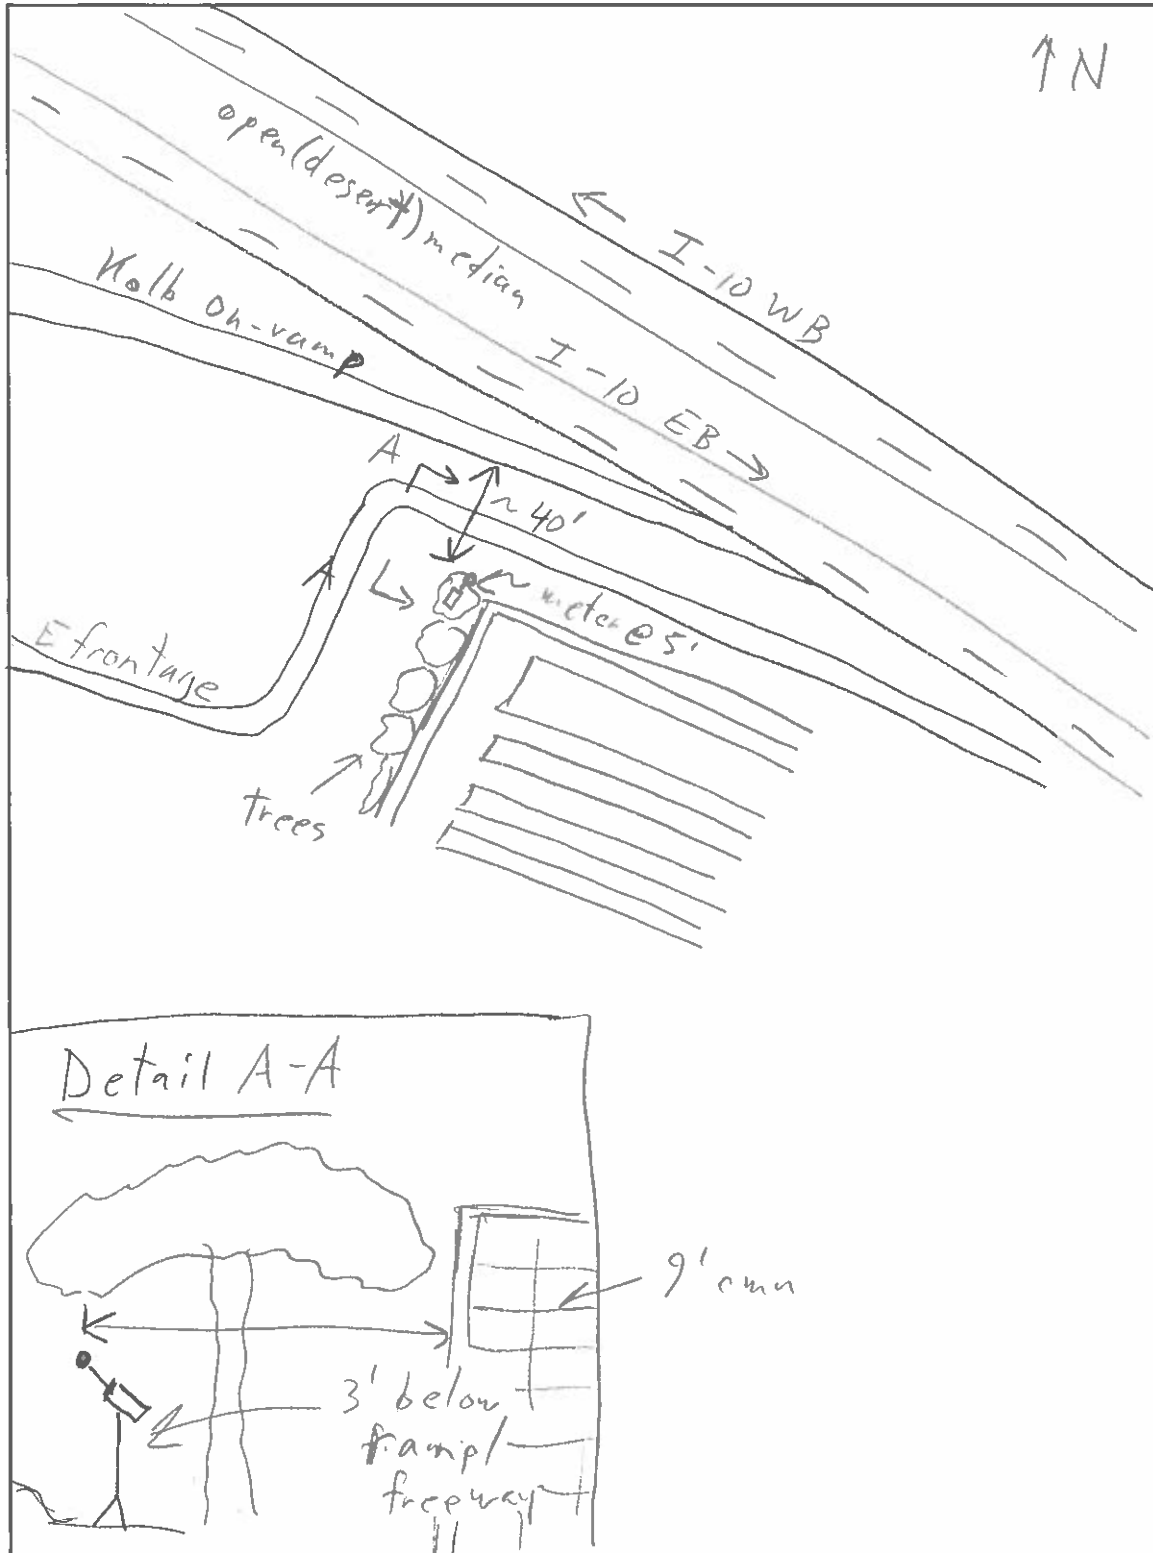 ↑ N
open (desert) median
← I-10 WB
Kolb on-ramp
I-10 EB →
A
~ 40'
A
meter @ 5'
E frontage
trees
Detail A-A
9' cmu
3' below
ramp/
freeway